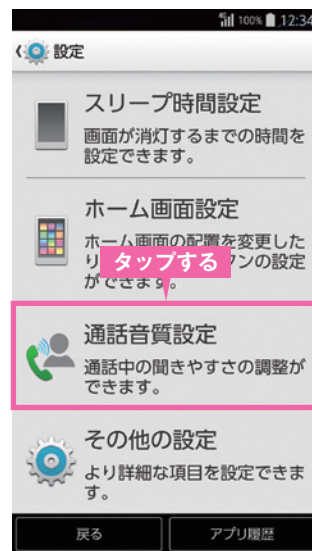 100% 12:34
設定
スリープ時間設定
画面が消灯するまでの時間を
設定できます。
ホーム画面設定
ホーム画面の配置を変更した
り
タップする
ンの設定
ができます。
通話音質設定
通話中の聞きやすさの調整が
できます。
その他の設定
より詳細な項目を設定できま
す。
戻る
アプリ履歴